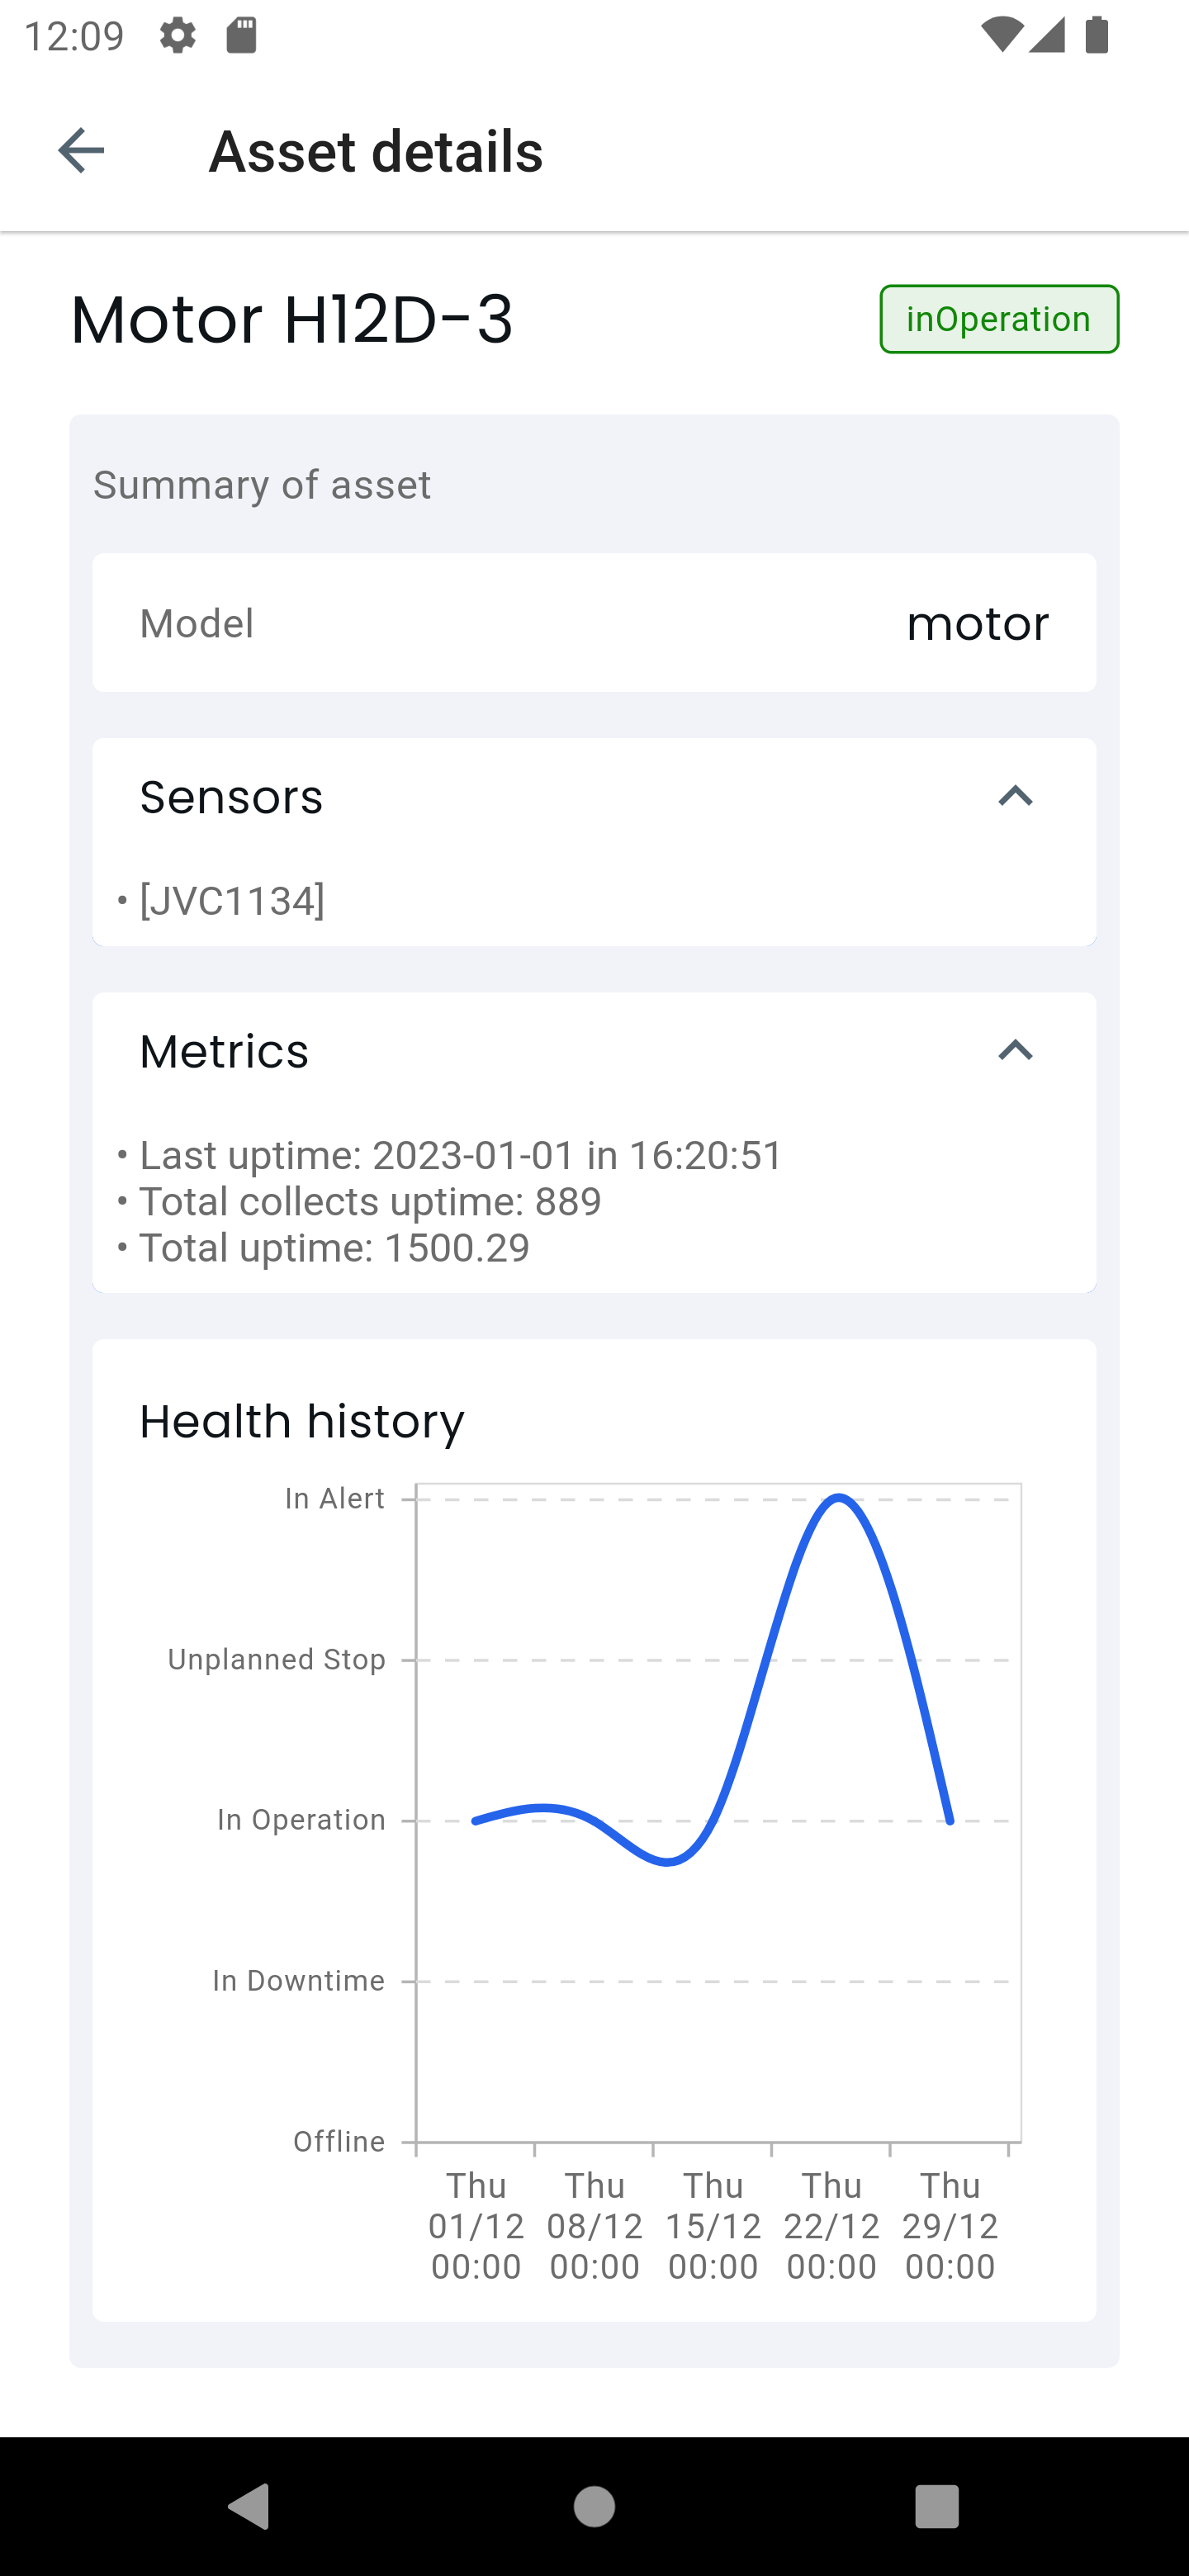 12:09
Asset details
Motor H12D-3
inOperation
Summary of asset
Model motor
Sensors
• [JVC1134]
Metrics
• Last uptime: 2023-01-01 in 16:20:51
• Total collects uptime: 889
• Total uptime: 1500.29
Health history
In Alert
Unplanned Stop
In Operation
In Downtime
Offline
Thu Thu Thu Thu Thu
01/12 08/12 15/12 22/12 29/12
00:00 00:00 00:00 00:00 00:00